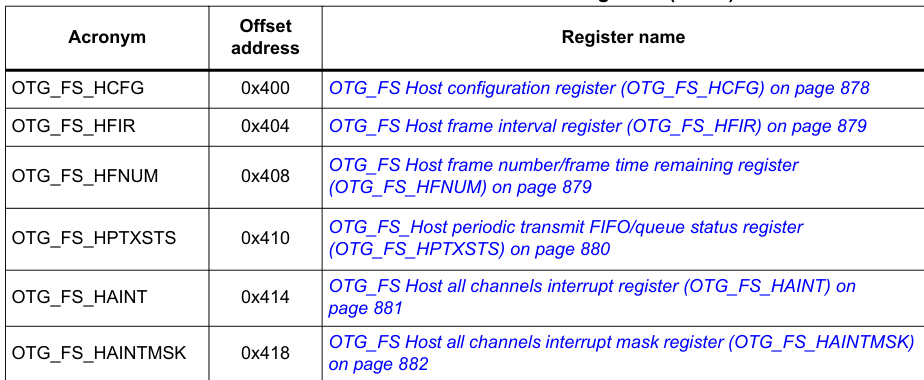 Acronym
Offset
address
Register name
OTG_FS_HCFG
0x400
OTG_FS Host configuration register (OTG_FS_HCFG) on page 878
OTG_FS_HFIR
0x404
OTG_FS Host frame interval register (OTG_FS_HFIR) on page 879
OTG_FS_HFNUM
0x408
OTG_FS Host frame number/frame time remaining register
(OTG_FS_HFNUM) on page 879
OTG_FS_HPTXSTS
0x410
OTG_FS_Host periodic transmit FIFO/queue status register
(OTG_FS_HPTXSTS) on page 880
OTG_FS_HAINT
0x414
OTG_FS Host all channels interrupt register (OTG_FS_HAINT) on
page 881
OTG_FS_HAINTMSK
0x418
OTG_FS Host all channels interrupt mask register (OTG_FS_HAINTMSK)
on page 882